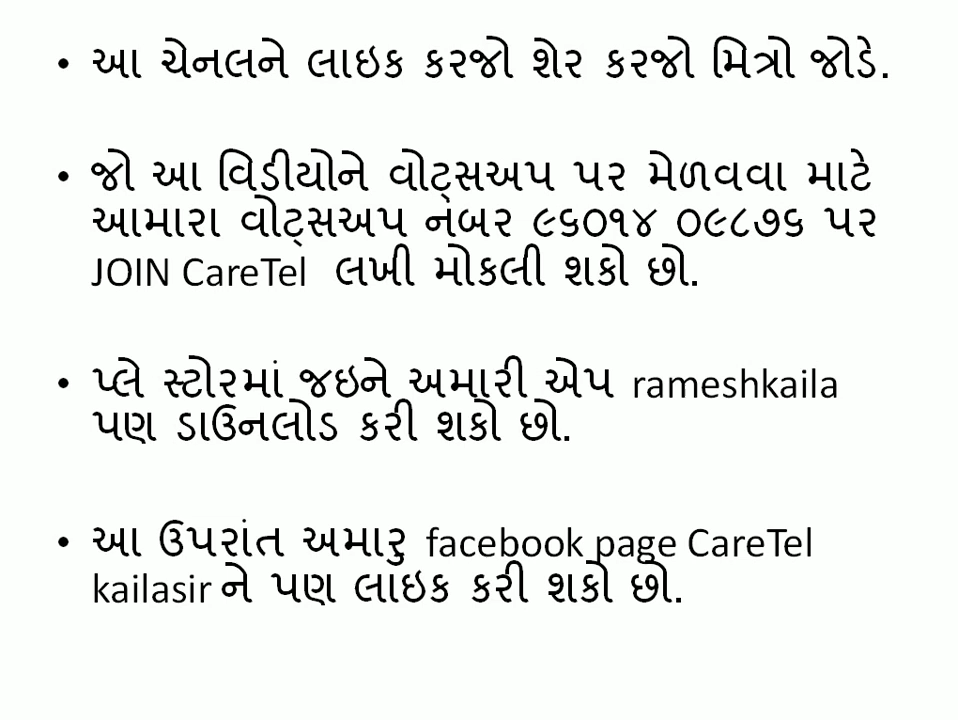 • આ ચેનલને લાઇક કરજો શેર કરજો મિત્રો જોડે.
• જો આ વિડીયોને વોટ્સઅપ પર મેળવવા માટે
આમારા વોટ્સઅપ નંબર ૯૬૦૧૪ ૦૯૮૭૬ પર
JOIN CareTel લખી મોકલી શકો છો.
• પ્લે સ્ટોરમાં જઇને અમારી એપ rameshkaila
પણ ડાઉનલોડ કરી શકો છો.
• આ ઉપરાંત અમારુ facebook page CareTel
kailasir ને પણ લાઇક કરી શકો છો.